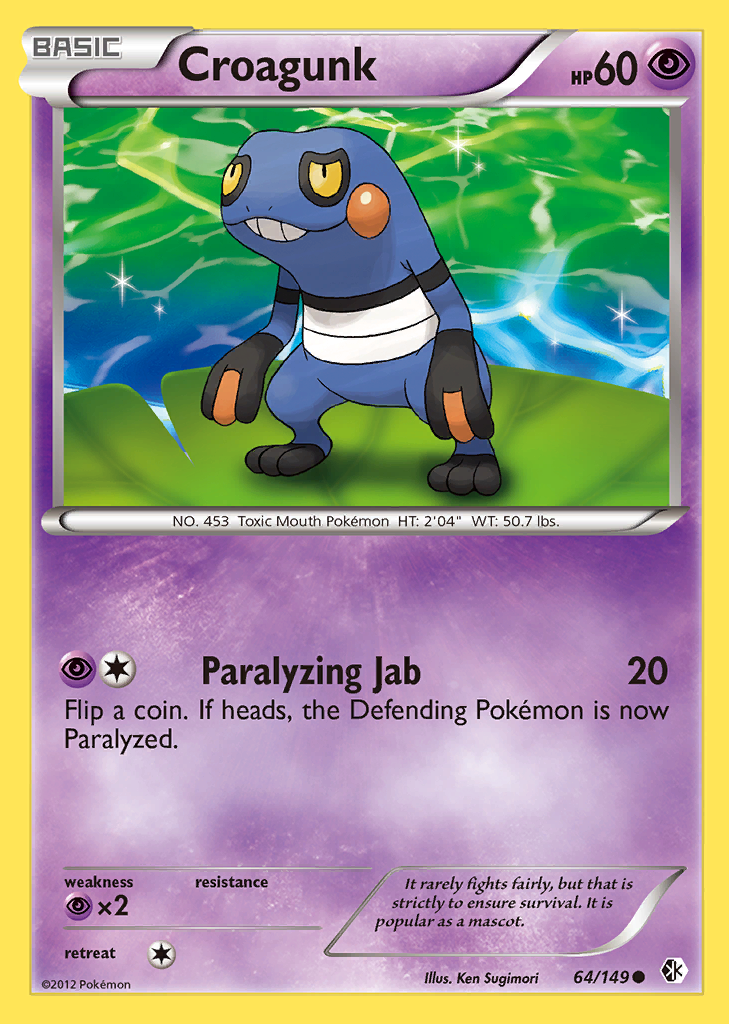 BASIC
Croagunk
HP60
NO. 453 Toxic Mouth Pokémon HT: 2'04" WT: 50.7 lbs.
Paralyzing Jab 20
Flip a coin. If heads, the Defending Pokémon is now
Paralyzed.
weakness resistance
×2
It rarely fights fairly, but that is
strictly to ensure survival. It is
popular as a mascot.
retreat
©2012 Pokémon
Illus. Ken Sugimori 64/149